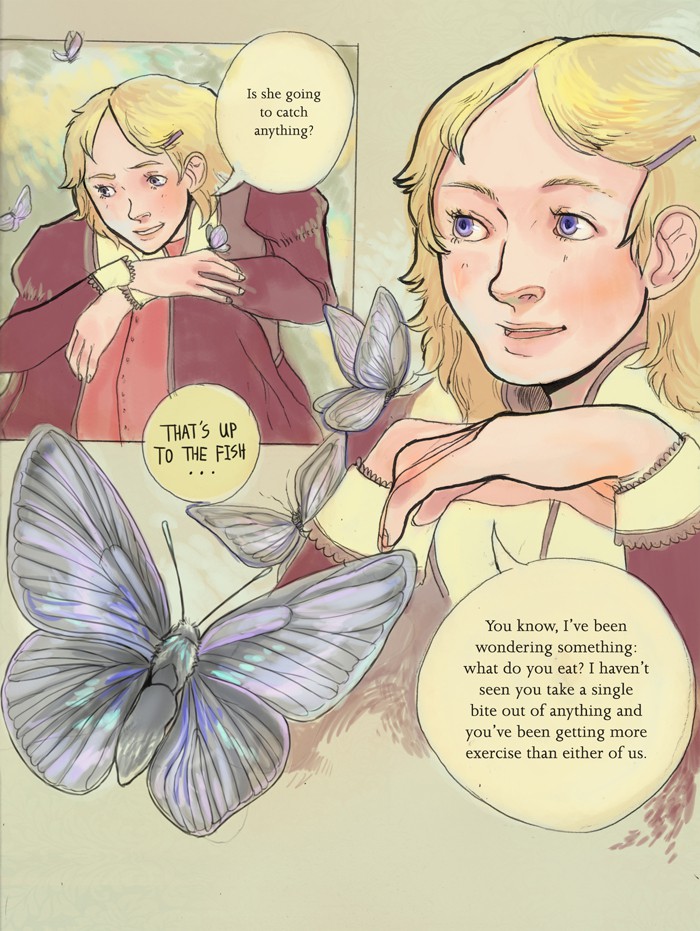 Is she going
to catch
anything?
THAT'S UP
TO THE FISH
...
You know, I've been
wondering something:
what do you eat? I haven't
seen you take a single
bite out of anything and
you've been getting more
exercise than either of us.